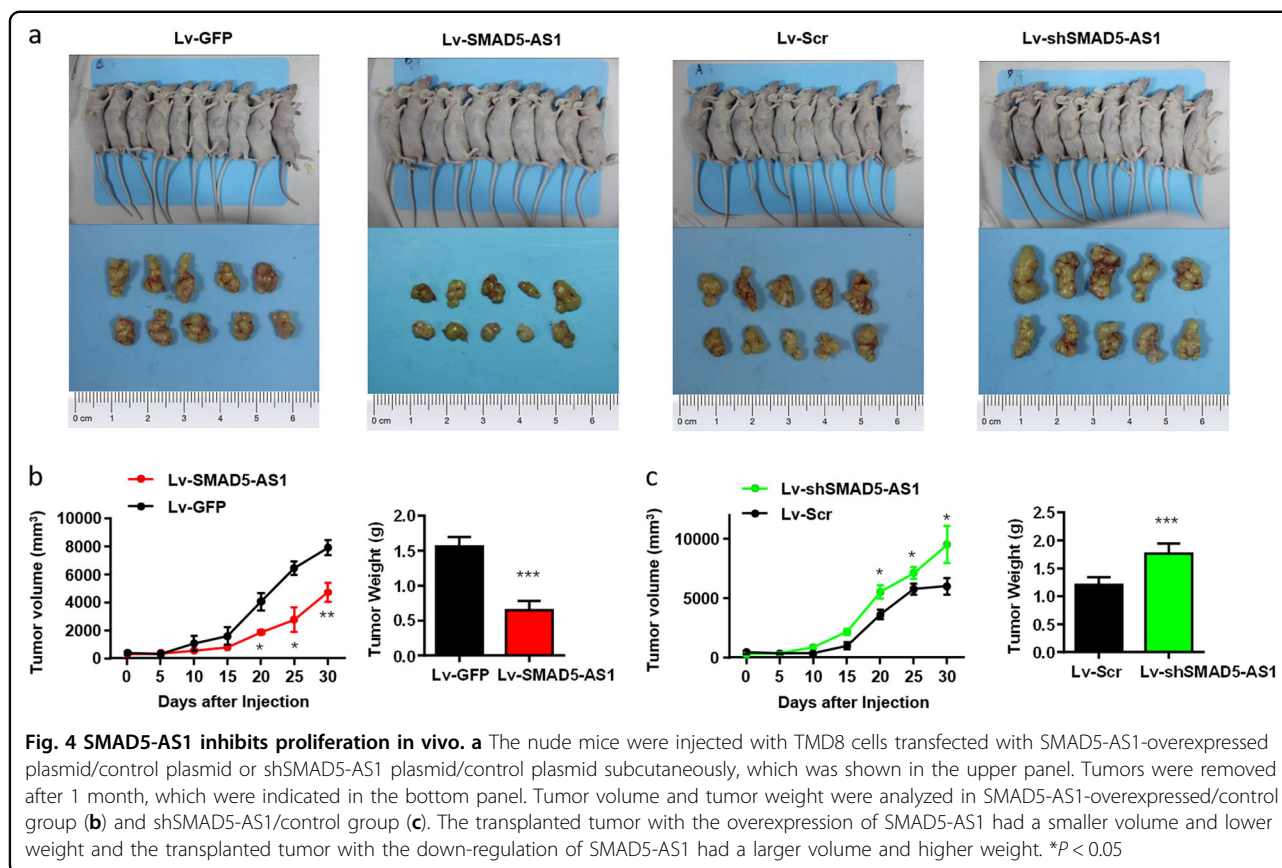 a
Lv-GFP Lv-SMAD5-AS1 Lv-Scr Lv-shSMAD5-AS1
A
0 cm 1 2 3 4 5 6
0 cm 1 2 3 4 5 6
0 cm 1 2 3 4 5 6
0 cm 1 2 3 4 5 6
b
Lv-SMAD5-AS1
Lv-GFP
Tumor volume (mm³)
10000
8000
6000
4000
2000
0
* * **
0 5 10 15 20 25 30
Days after Injection
Tumor Weight (g)
2.0
1.5
1.0
0.5
0.0
***
Lv-GFP Lv-SMAD5-AS1
c
Lv-shSMAD5-AS1
Lv-Scr
Tumor volume (mm³)
10000
5000
0
* * *
0 5 10 15 20 25 30
Days after Injection
Tumor Weight (g)
2.5
2.0
1.5
1.0
0.5
0.0
***
Lv-Scr Lv-shSMAD5-AS1
Fig. 4 SMAD5-AS1 inhibits proliferation in vivo. a The nude mice were injected with TMD8 cells transfected with SMAD5-AS1-overexpressed
plasmid/control plasmid or shSMAD5-AS1 plasmid/control plasmid subcutaneously, which was shown in the upper panel. Tumors were removed
after 1 month, which were indicated in the bottom panel. Tumor volume and tumor weight were analyzed in SMAD5-AS1-overexpressed/control
group (b) and shSMAD5-AS1/control group (c). The transplanted tumor with the overexpression of SMAD5-AS1 had a smaller volume and lower
weight and the transplanted tumor with the down-regulation of SMAD5-AS1 had a larger volume and higher weight. *P < 0.05